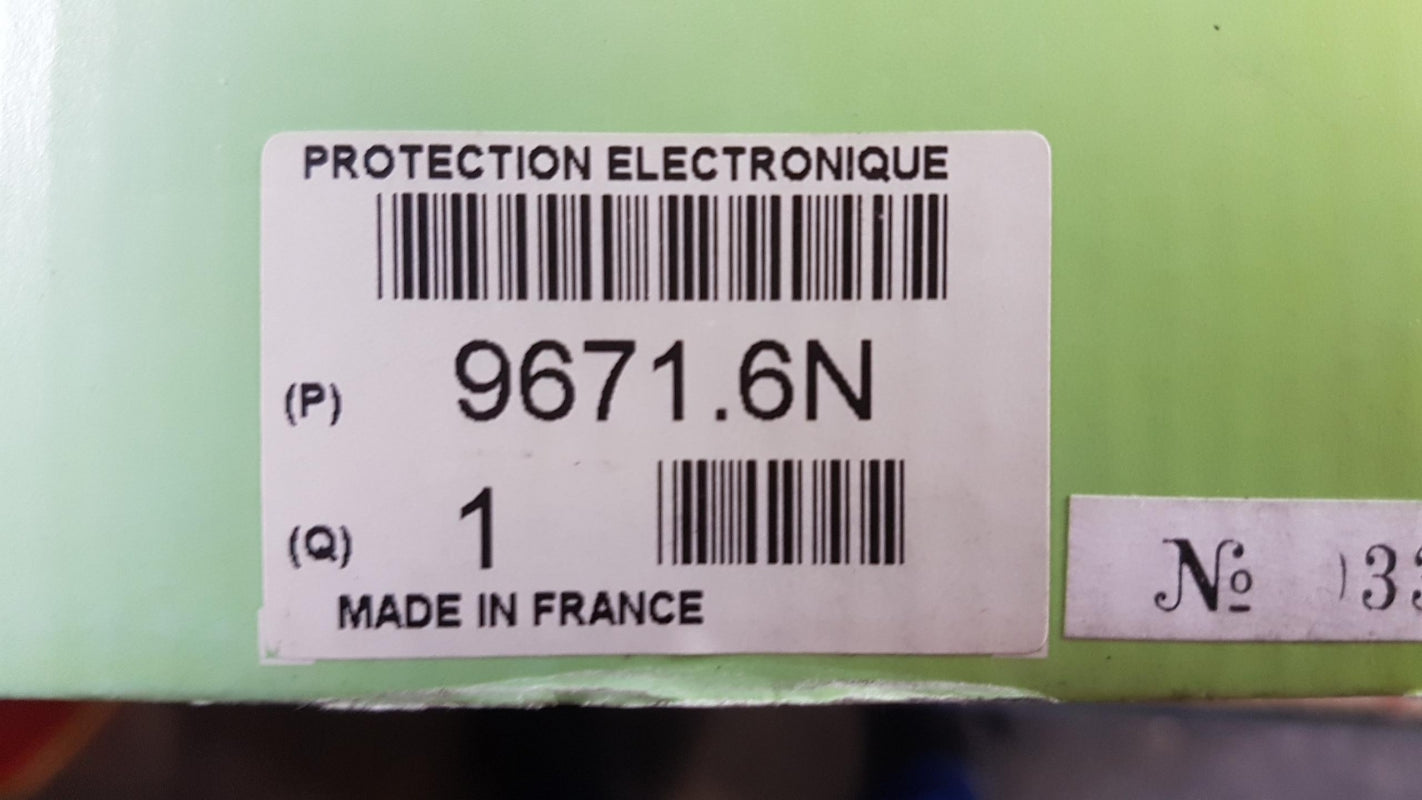 PROTECTION ELECTRONIQUE
(P) 9671.6N
(Q) 1
MADE IN FRANCE
№